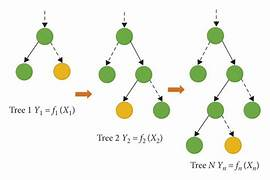 Tree 1 Y₁ = f₁ (X₁)
Tree 2 Y₂ = f₂ (X₂)
Tree N Yₙ = fₙ (Xₙ)